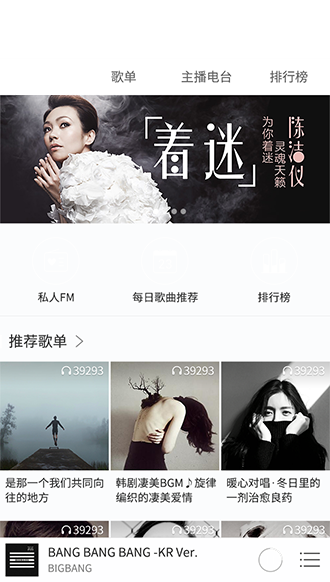 歌单 主播电台 排行榜
「着迷」
陈洁仪
灵魂天籁
为你着迷
私人FM 每日歌曲推荐 排行榜
推荐歌单
39293 39293 39293
是那一个我们共同向
往的地方
韩剧凄美BGM♪旋律
编织的凄美爱情
暖心对唱·冬日里的
一剂治愈良药
39293 39293 39293
BANG BANG BANG -KR Ver.
BIGBANG